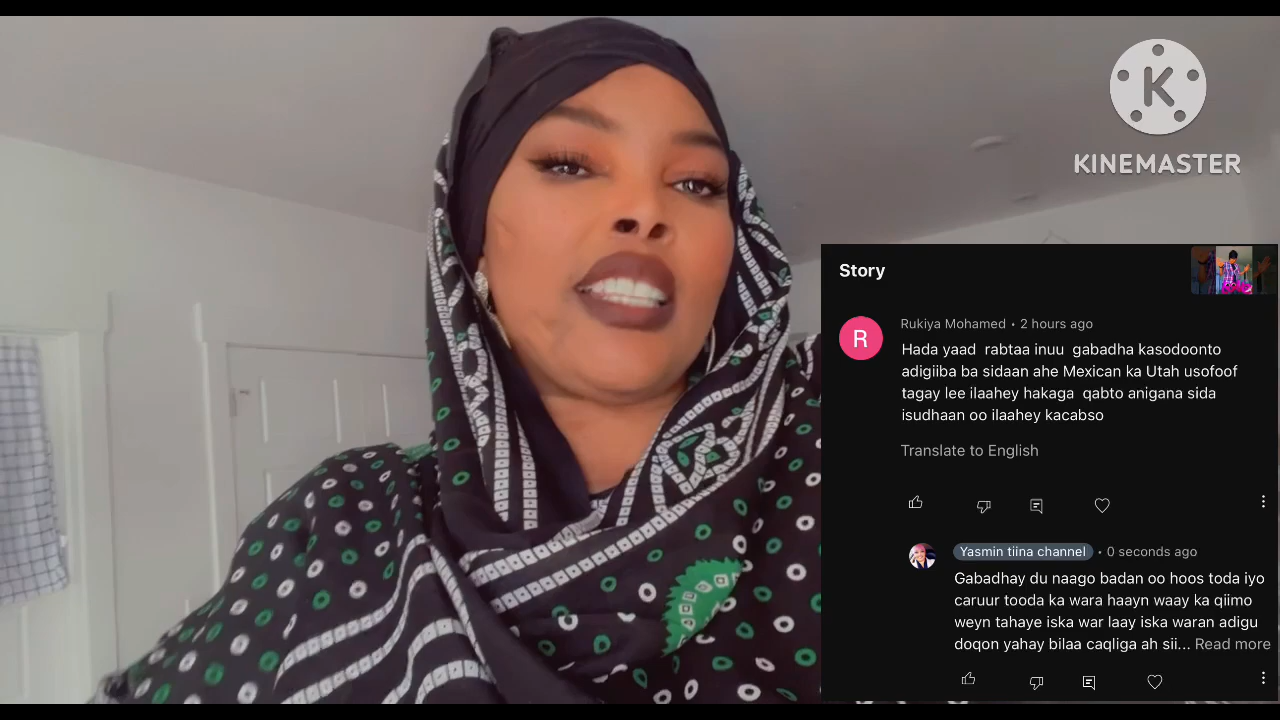 K
KINEMASTER
Story
R
Rukiya Mohamed • 2 hours ago
Hada yaad rabtaa inuu gabadha kasodoonto
adigiiba ba sidaan ahe Mexican ka Utah usofoof
tagay lee ilaahey hakaga qabto anigana sida
isudhaan oo ilaahey kacabso
Translate to English
Yasmin tiina channel • 0 seconds ago
Gabadhay du naago badan oo hoos toda iyo
caruur tooda ka wara haayn waay ka qiimo
weyn tahaye iska war laay iska waran adigu
doqon yahay bilaa caqliga ah sii... Read more